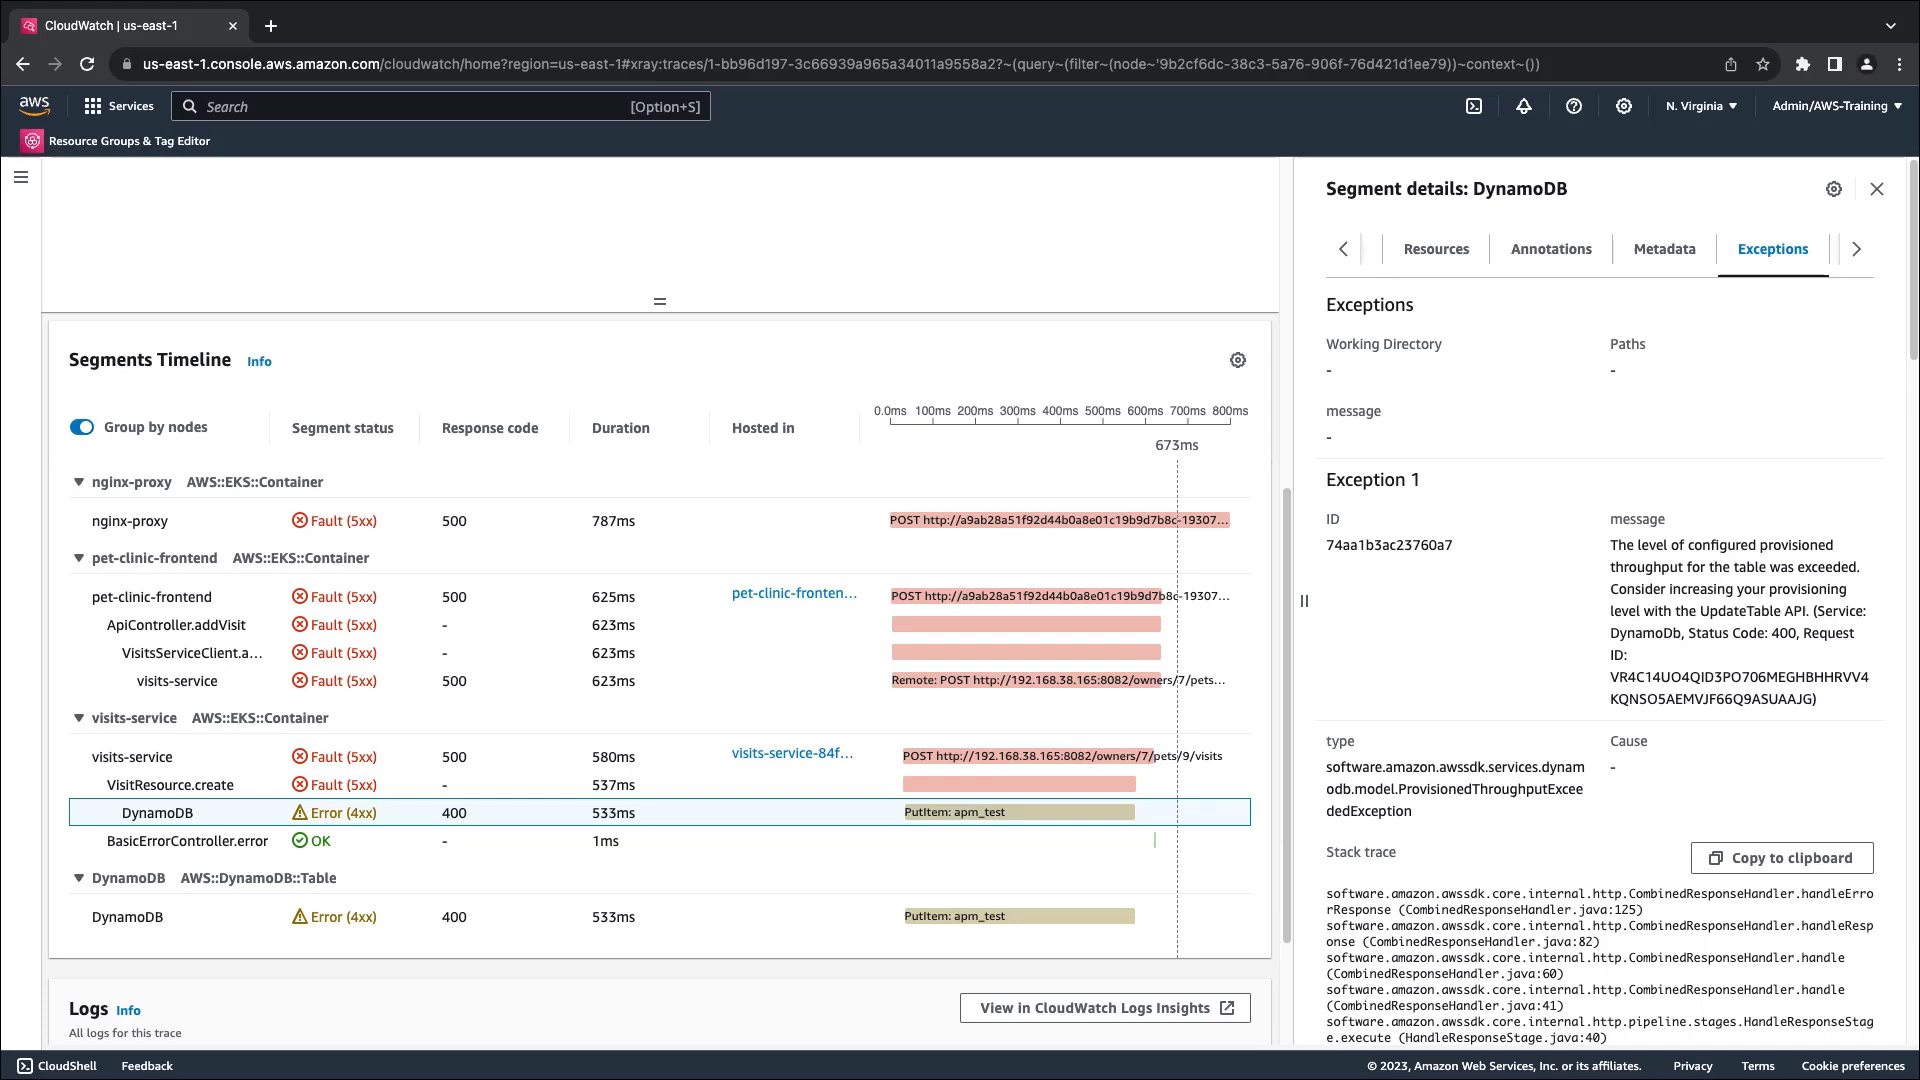 CloudWatch | us-east-1
us-east-1.console.aws.amazon.com/cloudwatch/home?region=us-east-1#xray:traces/1-bb96d197-3c66939a965a34011a9558a2?~(query~(filter~(node~'9b2cf6dc-38c3-5a76-906f-76d421d1ee79))~context~())
aws Services Search [Option+S] N. Virginia Admin/AWS-Training
Resource Groups & Tag Editor
Segments Timeline Info
0.0ms 100ms 200ms 300ms 400ms 500ms 600ms 700ms 800ms
Group by nodes Segment status Response code Duration Hosted in
673ms
nginx-proxy AWS::EKS::Container
nginx-proxy Fault (5xx) 500 787ms POST http://a9ab28a51f92d44b0a8e01c19b9d7b8c-19307...
pet-clinic-frontend AWS::EKS::Container
pet-clinic-frontend Fault (5xx) 500 625ms pet-clinic-fronten... POST http://a9ab28a51f92d44b0a8e01c19b9d7b8c-19307...
ApiController.addVisit Fault (5xx) - 623ms
VisitsServiceClient.a... Fault (5xx) - 623ms
visits-service Fault (5xx) 500 623ms Remote: POST http://192.168.38.165:8082/owners/7/pets...
visits-service AWS::EKS::Container
visits-service Fault (5xx) 500 580ms visits-service-84f... POST http://192.168.38.165:8082/owners/7/pets/9/visits
VisitResource.create Fault (5xx) - 537ms
DynamoDB Error (4xx) 400 533ms PutItem: apm_test
BasicErrorController.error OK - 1ms
DynamoDB AWS::DynamoDB::Table
DynamoDB Error (4xx) 400 533ms PutItem: apm_test
Logs Info
All logs for this trace
View in CloudWatch Logs Insights
Segment details: DynamoDB
Resources Annotations Metadata Exceptions
Exceptions
Working Directory Paths
- -
message
-
Exception 1
ID
74aa1b3ac23760a7
message
The level of configured provisioned
throughput for the table was exceeded.
Consider increasing your provisioning
level with the UpdateTable API. (Service:
DynamoDb, Status Code: 400, Request
ID:
VR4C14UO4QID3PO706MEGHBHHRVV4
KQNSO5AEMVJF66Q9ASUAAJG)
type
software.amazon.awssdk.services.dynam
odb.model.ProvisionedThroughputExcee
dedException
Cause
-
Stack trace
Copy to clipboard
software.amazon.awssdk.core.internal.http.CombinedResponseHandler.handleErro
rResponse (CombinedResponseHandler.java:125)
software.amazon.awssdk.core.internal.http.CombinedResponseHandler.handleResp
onse (CombinedResponseHandler.java:82)
software.amazon.awssdk.core.internal.http.CombinedResponseHandler.handle
(CombinedResponseHandler.java:60)
software.amazon.awssdk.core.internal.http.CombinedResponseHandler.handle
(CombinedResponseHandler.java:41)
software.amazon.awssdk.core.internal.http.pipeline.stages.HandleResponseStag
e.execute (HandleResponseStage.java:40)
CloudShell Feedback © 2023, Amazon Web Services, Inc. or its affiliates. Privacy Terms Cookie preferences